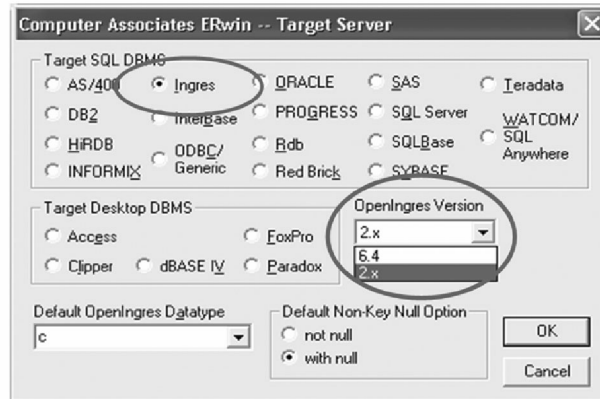 Computer Associates ERwin -- Target Server
Target SQL DBMS
AS/400
Ingres
ORACLE
SAS
Teradata
DB2
InterBase
PROGRESS
SQL Server
WATCOM/
SQL
Anywhere
HiRDB
ODBC/
Generic
Rdb
SQLBase
INFORMIX
Red Brick
SYBASE
Target Desktop DBMS
Access
FoxPro
Clipper
dBASE IV
Paradox
OpenIngres Version
2.x
6.4
2.x
Default OpenIngres Datatype
c
Default Non-Key Null Option
not null
with null
OK
Cancel